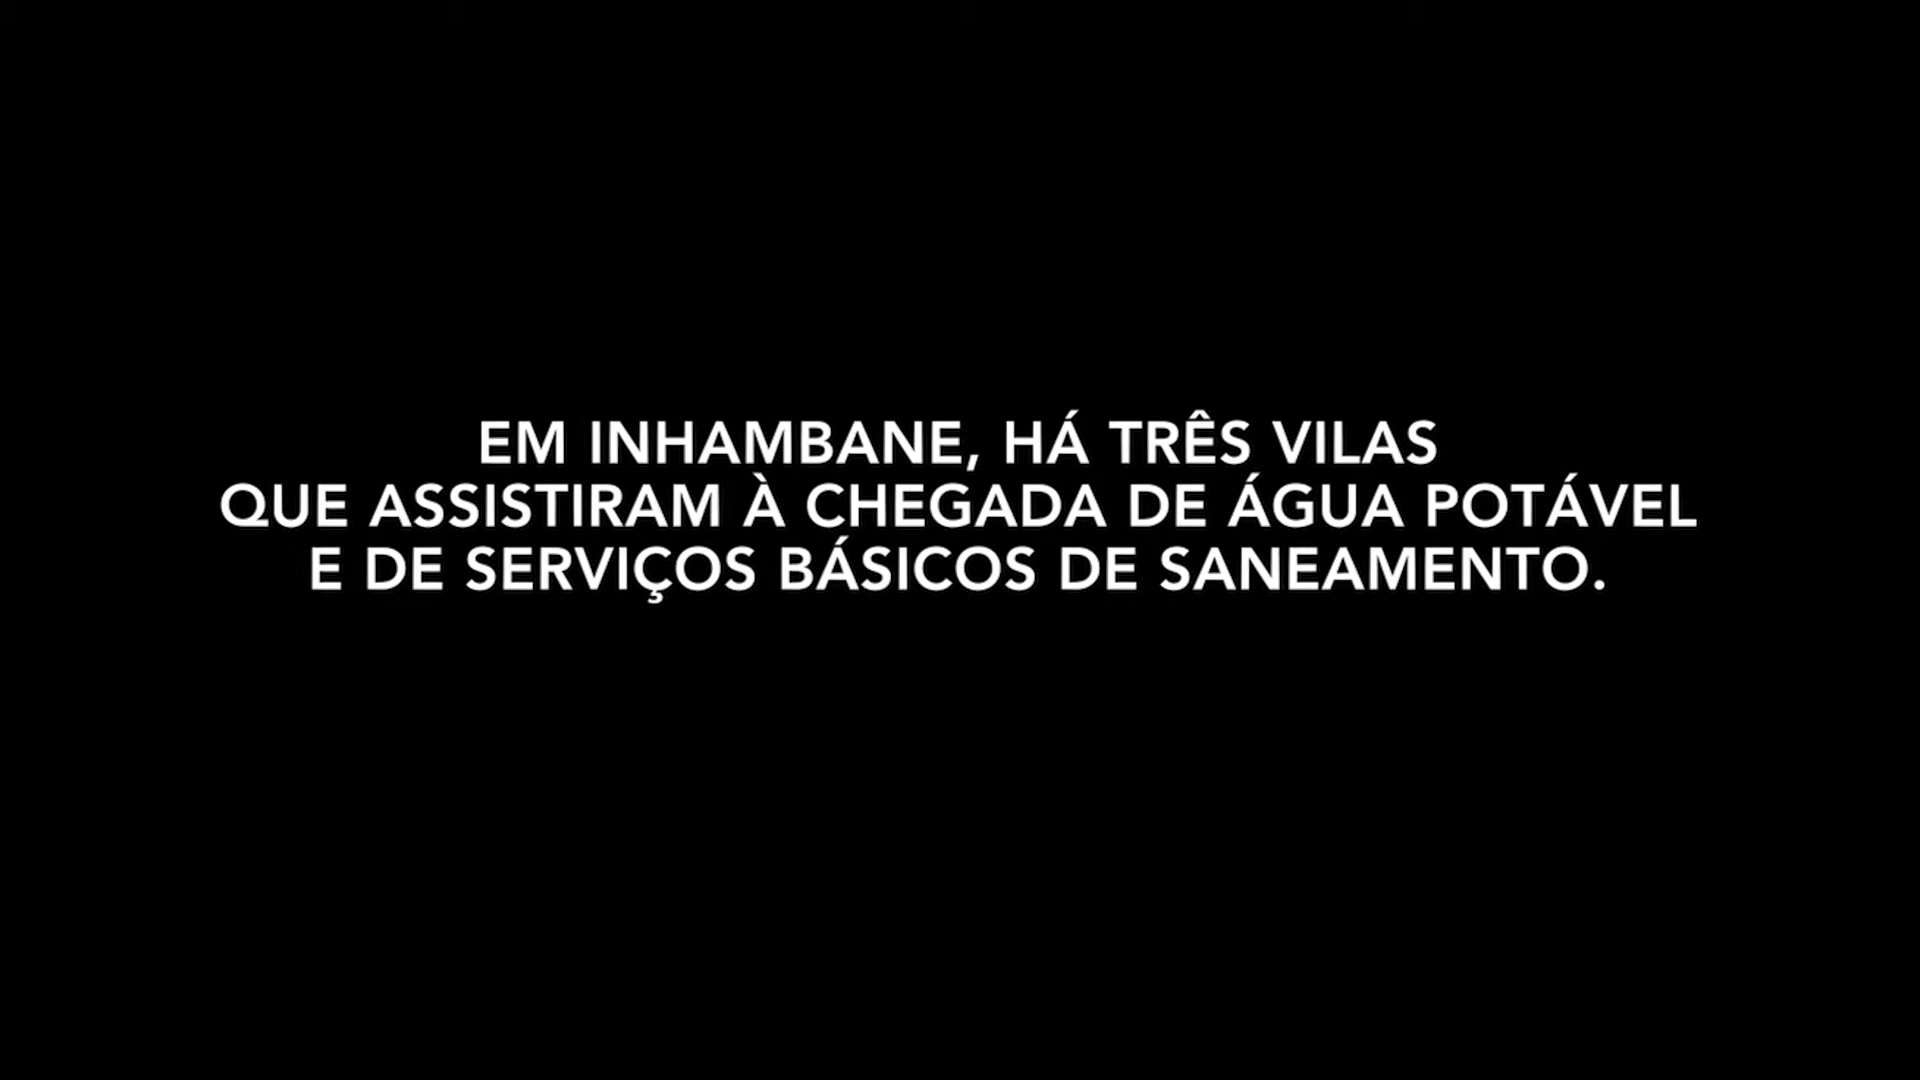 EM INHAMBANE, HÁ TRÊS VILAS
QUE ASSISTIRAM À CHEGADA DE ÁGUA POTÁVEL
E DE SERVIÇOS BÁSICOS DE SANEAMENTO.